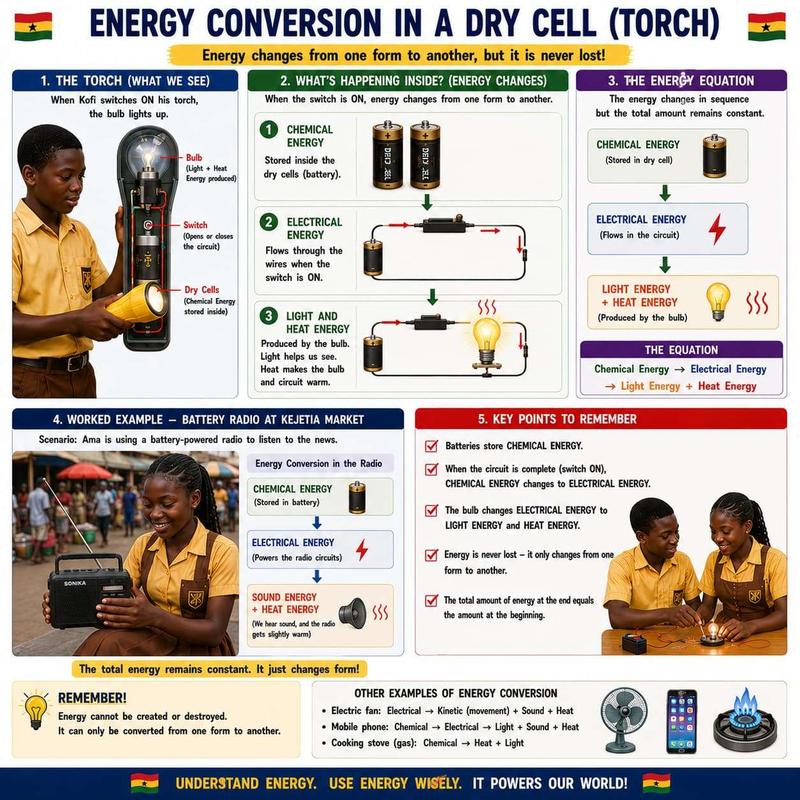 ENERGY CONVERSION IN A DRY CELL (TORCH)
Energy changes from one form to another, but it is never lost!
1. THE TORCH (WHAT WE SEE)
When Kofi switches ON his torch,
the bulb lights up.
Bulb
(Light + Heat
Energy produced)
Switch
(Opens or closes
the circuit)
Dry Cells
(Chemical Energy
stored inside)
2. WHAT'S HAPPENING INSIDE? (ENERGY CHANGES)
When the switch is ON, energy changes from one form to another.
1 CHEMICAL
ENERGY
Stored inside the
dry cells (battery).
2 ELECTRICAL
ENERGY
Flows through the
wires when the
switch is ON.
3 LIGHT AND
HEAT ENERGY
Produced by the bulb.
Light helps us see.
Heat makes the bulb
and circuit warm.
3. THE ENERGY EQUATION
The energy changes in sequence
but the total amount remains constant.
CHEMICAL ENERGY
(Stored in dry cell)
ELECTRICAL ENERGY
(Flows in the circuit)
LIGHT ENERGY
+ HEAT ENERGY
(Produced by the bulb)
THE EQUATION
Chemical Energy → Electrical Energy
→ Light Energy + Heat Energy
4. WORKED EXAMPLE – BATTERY RADIO AT KEJETIA MARKET
Scenario: Ama is using a battery-powered radio to listen to the news.
SONIKA
Energy Conversion in the Radio
CHEMICAL ENERGY
(Stored in battery)
ELECTRICAL ENERGY
(Powers the radio circuits)
SOUND ENERGY
+ HEAT ENERGY
(We hear sound, and the radio
gets slightly warm)
The total energy remains constant. It just changes form!
5. KEY POINTS TO REMEMBER
Batteries store CHEMICAL ENERGY.
When the circuit is complete (switch ON),
CHEMICAL ENERGY changes to ELECTRICAL ENERGY.
The bulb changes ELECTRICAL ENERGY to
LIGHT ENERGY and HEAT ENERGY.
Energy is never lost – it only changes from one
form to another.
The total amount of energy at the end equals
the amount at the beginning.
REMEMBER!
Energy cannot be created or destroyed.
It can only be converted from one form to another.
OTHER EXAMPLES OF ENERGY CONVERSION
• Electric fan: Electrical → Kinetic (movement) + Sound + Heat
• Mobile phone: Chemical → Electrical → Light + Sound + Heat
• Cooking stove (gas): Chemical → Heat + Light
UNDERSTAND ENERGY. USE ENERGY WISELY. IT POWERS OUR WORLD!